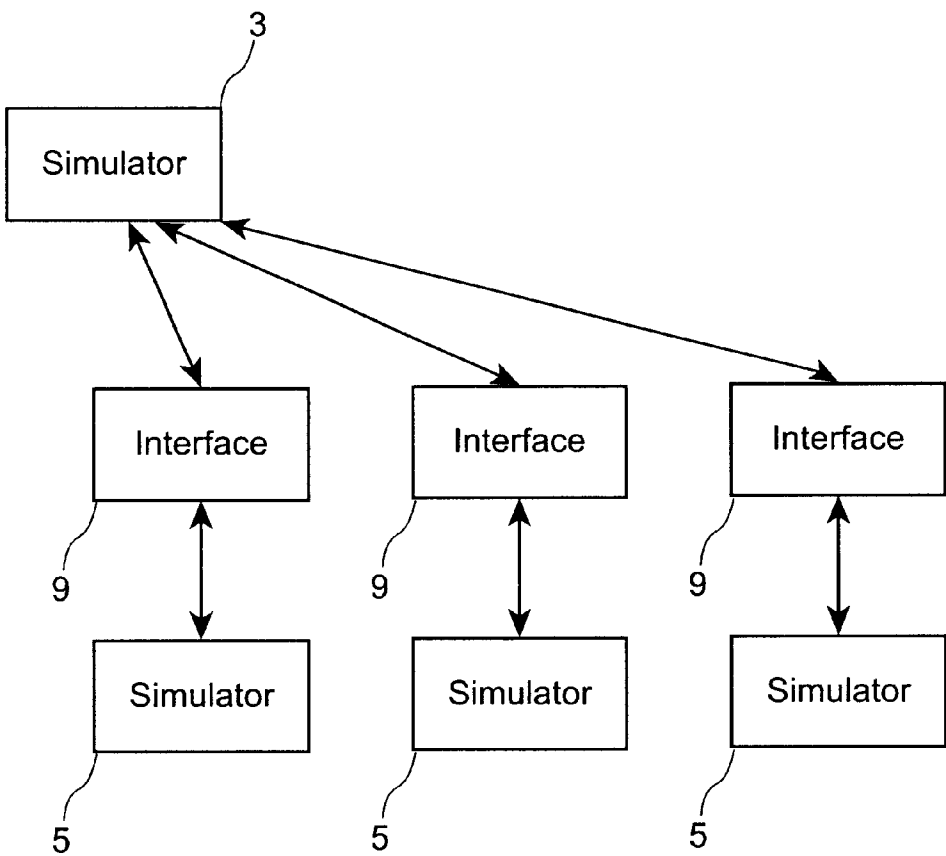 3
Simulator
Interface
Interface
Interface
9
9
9
Simulator
Simulator
Simulator
5
5
5